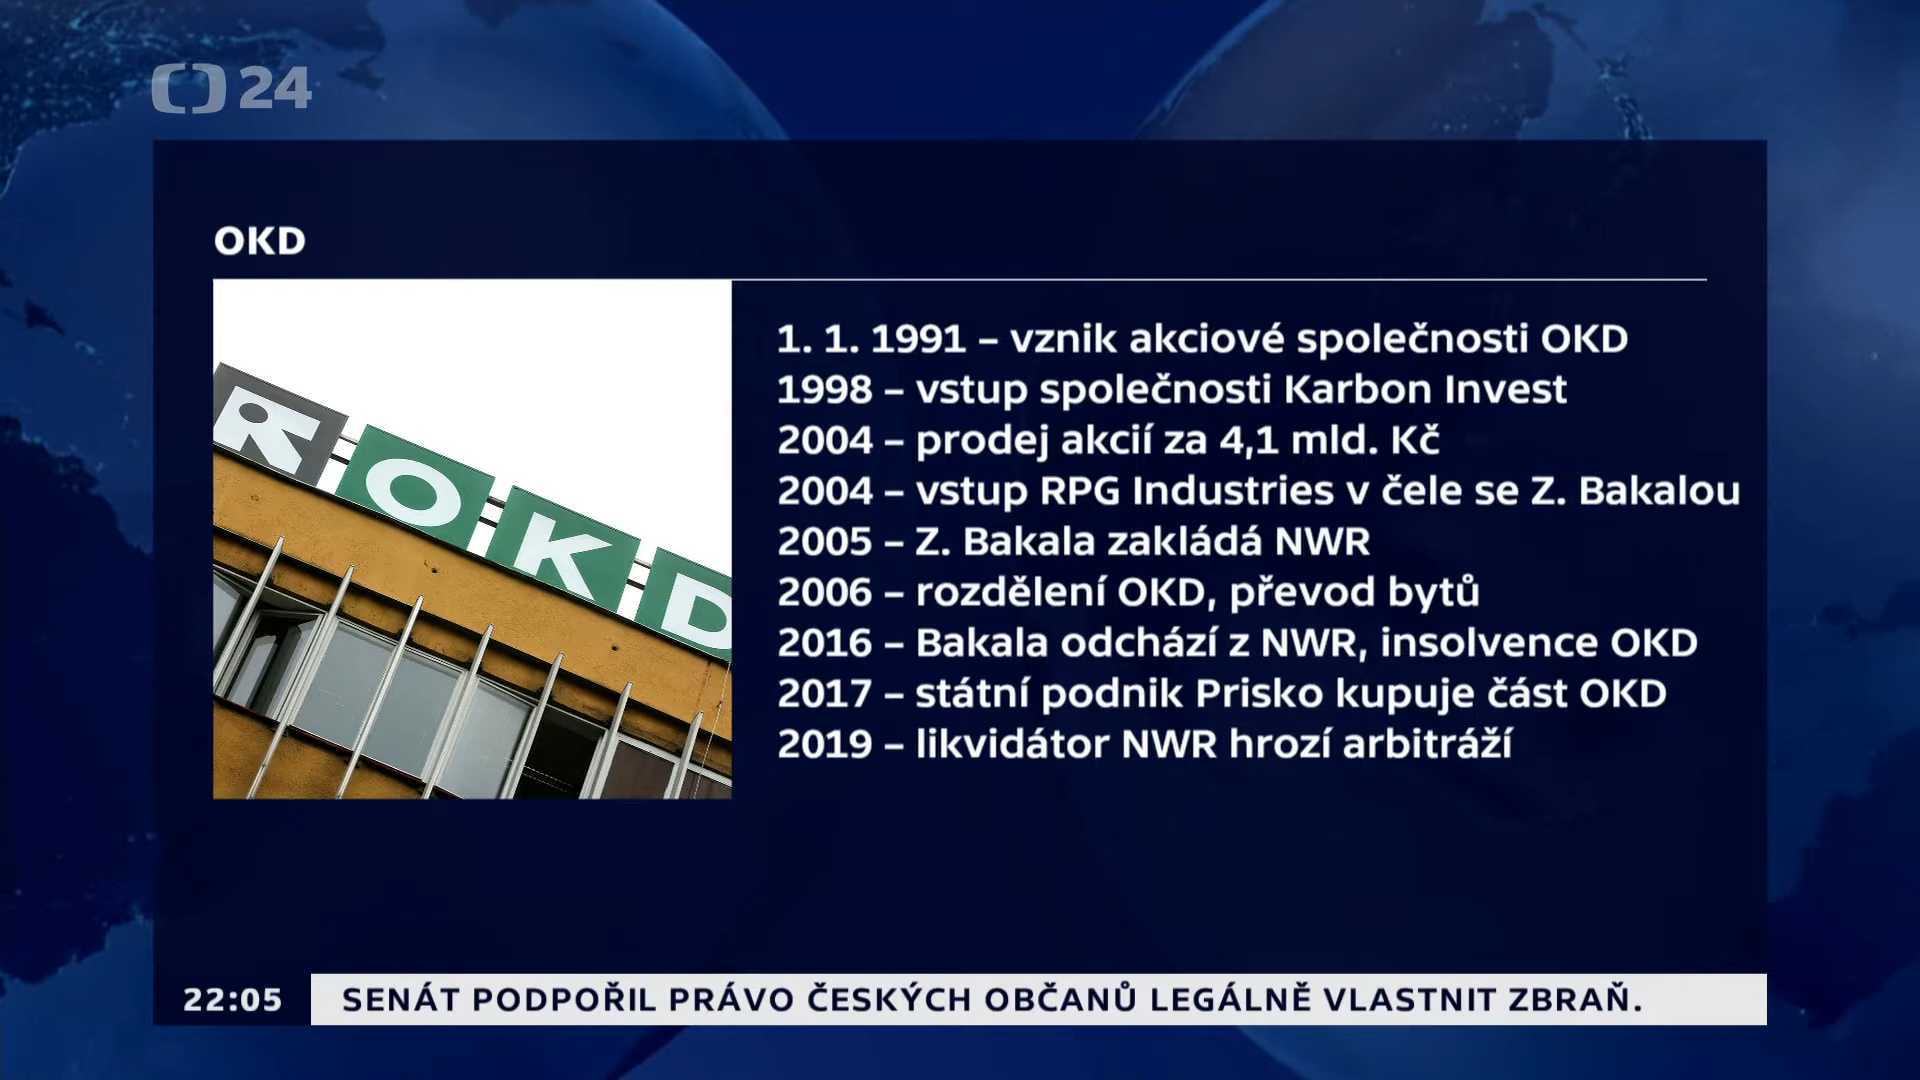 24
OKD
OKD
1. 1. 1991 – vznik akciové společnosti OKD
1998 – vstup společnosti Karbon Invest
2004 – prodej akcií za 4,1 mld. Kč
2004 – vstup RPG Industries v čele se Z. Bakalou
2005 – Z. Bakala zakládá NWR
2006 – rozdělení OKD, převod bytů
2016 – Bakala odchází z NWR, insolvence OKD
2017 – státní podnik Prisko kupuje část OKD
2019 – likvidátor NWR hrozí arbitráží
22:05 SENÁT PODPOŘIL PRÁVO ČESKÝCH OBČANŮ LEGÁLNĚ VLASTNIT ZBRAŇ.